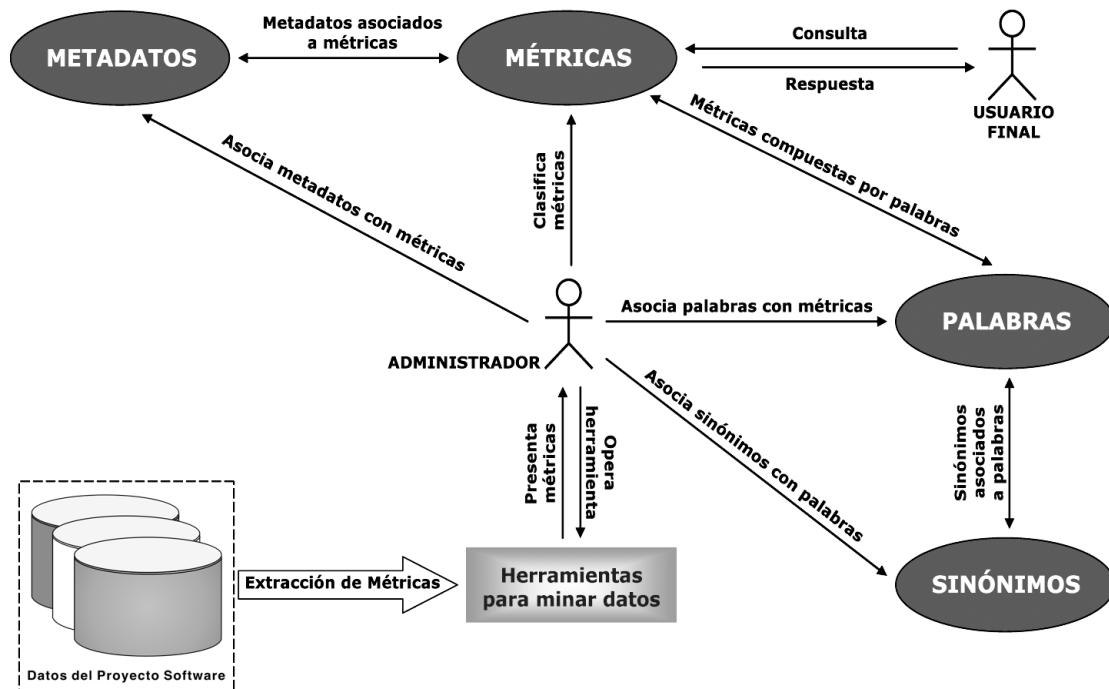 METADATOS
Metadatos asociados
a métricas
MÉTRICAS
Consulta
Respuesta
USUARIO
FINAL
Asocia metadatos con métricas
Clasifica
métricas
Métricas compuestas por palabras
ADMINISTRADOR
Asocia palabras con métricas
PALABRAS
Presenta
métricas
Opera
herramienta
Asocia sinónimos con palabras
Sinónimos
asociados
a palabras
SINÓNIMOS
Extracción de Métricas
Herramientas
para minar datos
Datos del Proyecto Software